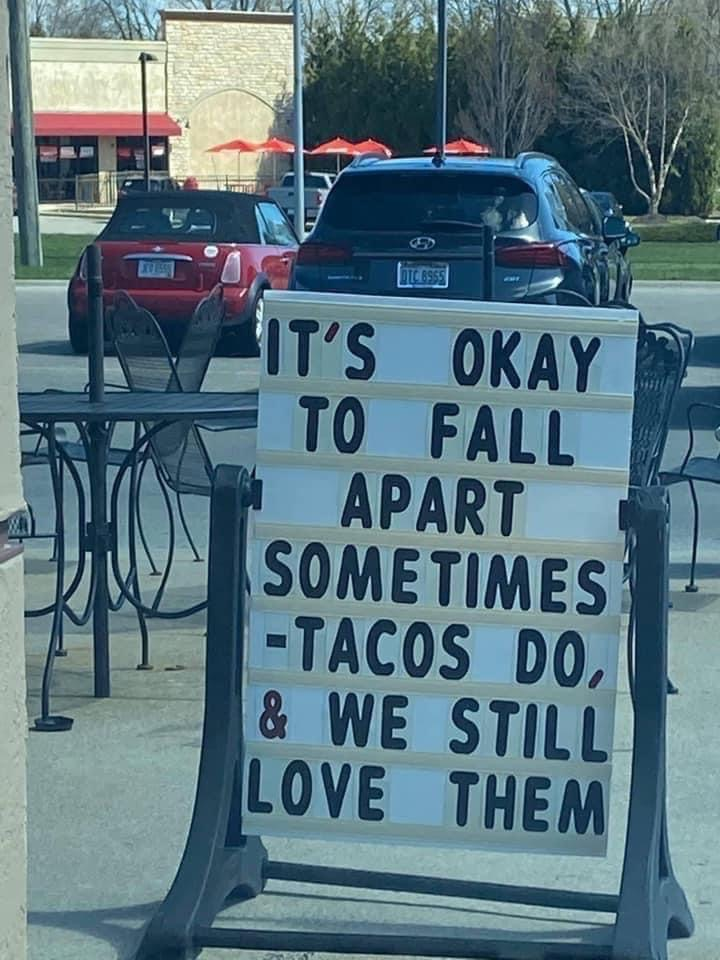 IT'S OKAY
TO FALL
APART
SOMETIMES
-TACOS DO,
& WE STILL
LOVE THEM